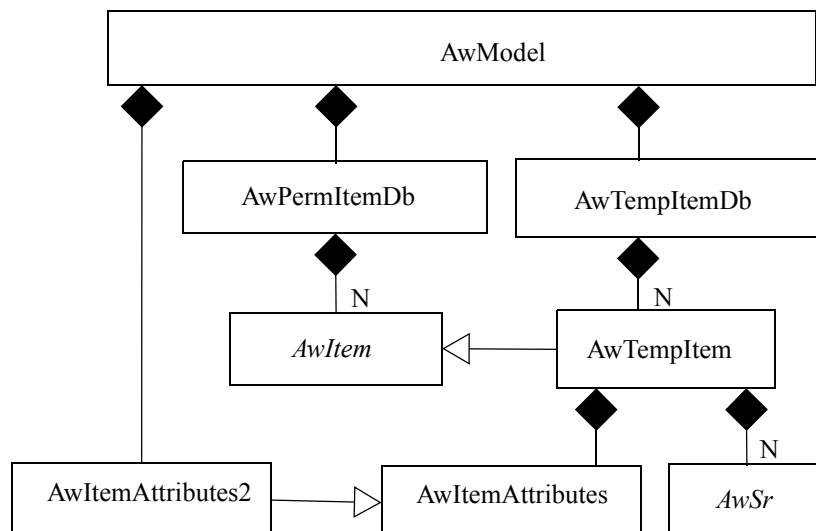 AwModel
AwPermItemDb
AwTempItemDb
N
N
AwItem
AwTempItem
N
AwItemAttributes2
AwItemAttributes
AwSr